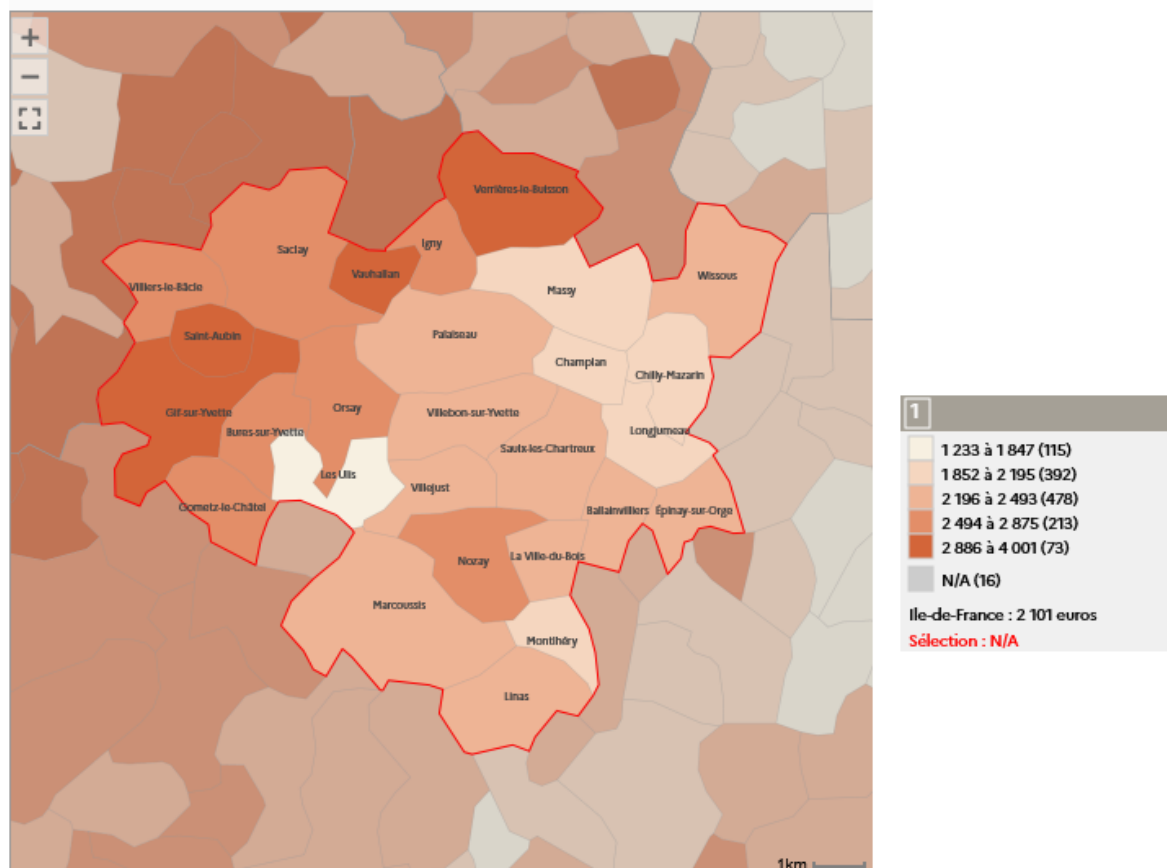 +
−
Verrières-le-Buisson
Igny
Saclay
Vauhallan
Wissous
Villiers-le-Bâcle
Massy
Saint-Aubin
Palaiseau
Champlan
Chilly-Mazarin
Gif-sur-Yvette
Orsay
Villebon-sur-Yvette
Bures-sur-Yvette
Longjumeau
Saulx-les-Chartreux
Les Ulis
Villejust
Gometz-le-Châtel
Ballainvilliers
Épinay-sur-Orge
Nozay
La Ville-du-Bois
Marcoussis
Montlhéry
Linas
1km
1
1 233 à 1 847 (115)
1 852 à 2 195 (392)
2 196 à 2 493 (478)
2 494 à 2 875 (213)
2 886 à 4 001 (73)
N/A (16)
Ile-de-France : 2 101 euros
Sélection : N/A